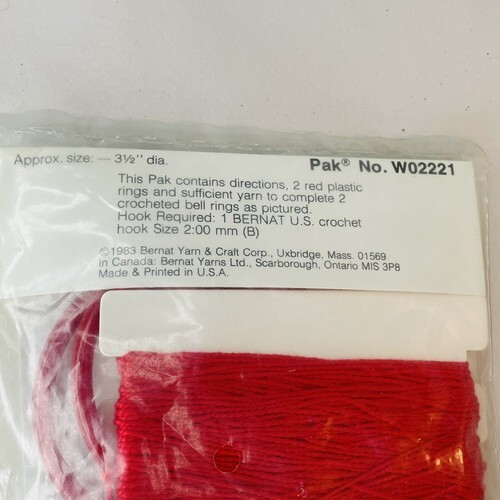 Approx. size: — 3½" dia.
Pak® No. W02221
This Pak contains directions, 2 red plastic
rings and sufficient yarn to complete 2
crocheted bell rings as pictured.
Hook Required: 1 BERNAT U.S. crochet
hook Size 2:00 mm (B)
©1983 Bernat Yarn & Craft Corp., Uxbridge, Mass. 01569
In Canada: Bernat Yarns Ltd., Scarborough, Ontario MIS 3P8
Made & Printed in U.S.A.